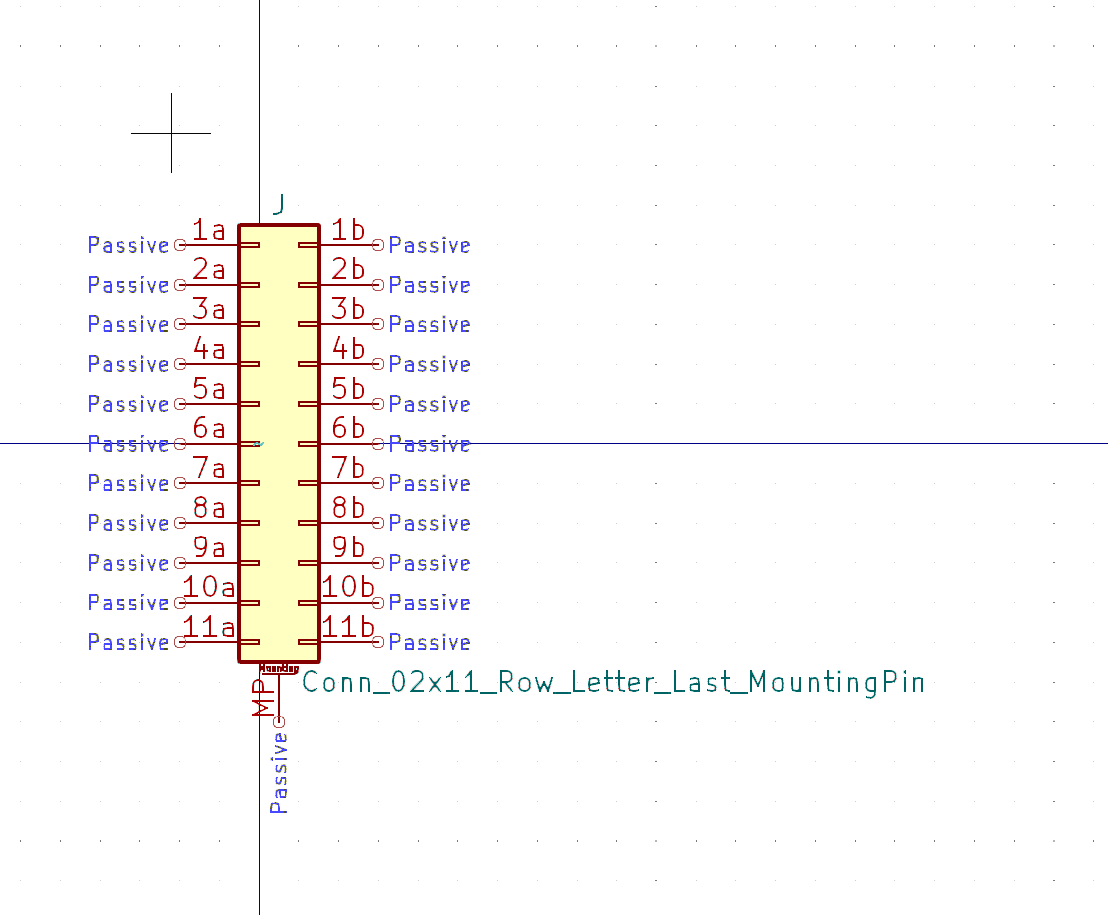 J
Passive 1a 1b Passive
Passive 2a 2b Passive
Passive 3a 3b Passive
Passive 4a 4b Passive
Passive 5a 5b Passive
Passive 6a 6b Passive
Passive 7a 7b Passive
Passive 8a 8b Passive
Passive 9a 9b Passive
Passive 10a 10b Passive
Passive 11a 11b Passive
Mounting
MP
Conn_02x11_Row_Letter_Last_MountingPin
Passive